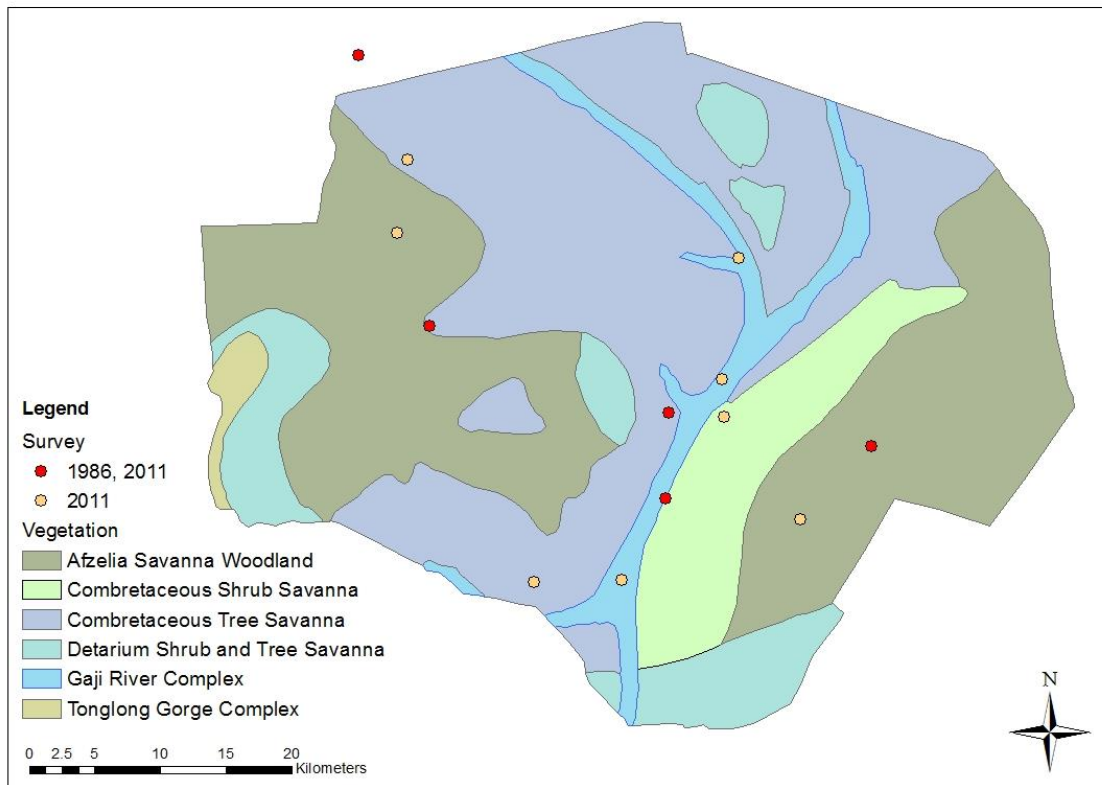 Legend
Survey
1986, 2011
2011
Vegetation
Afzelia Savanna Woodland
Combretaceous Shrub Savanna
Combretaceous Tree Savanna
Detarium Shrub and Tree Savanna
Gaji River Complex
Tonglong Gorge Complex
0 2.5 5 10 15 20
Kilometers
N